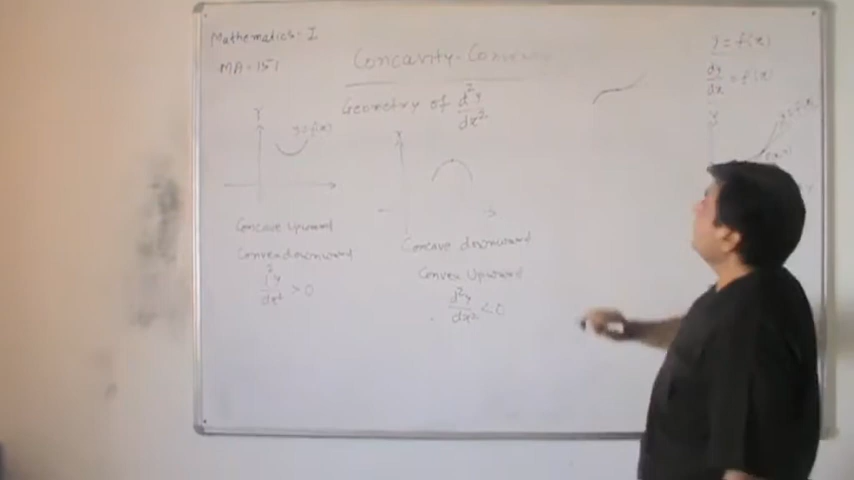 Mathematics - I
MA - 151
Concavity -
Geometry of d²y/dx²
Y
y = f(x)
Concave upward
Convex downward
d²y/dx² > 0
Concave downward
Convex Upward
d²y/dx² < 0
y = f(x)
dy/dx = f'(x)
Y
y = f(x)